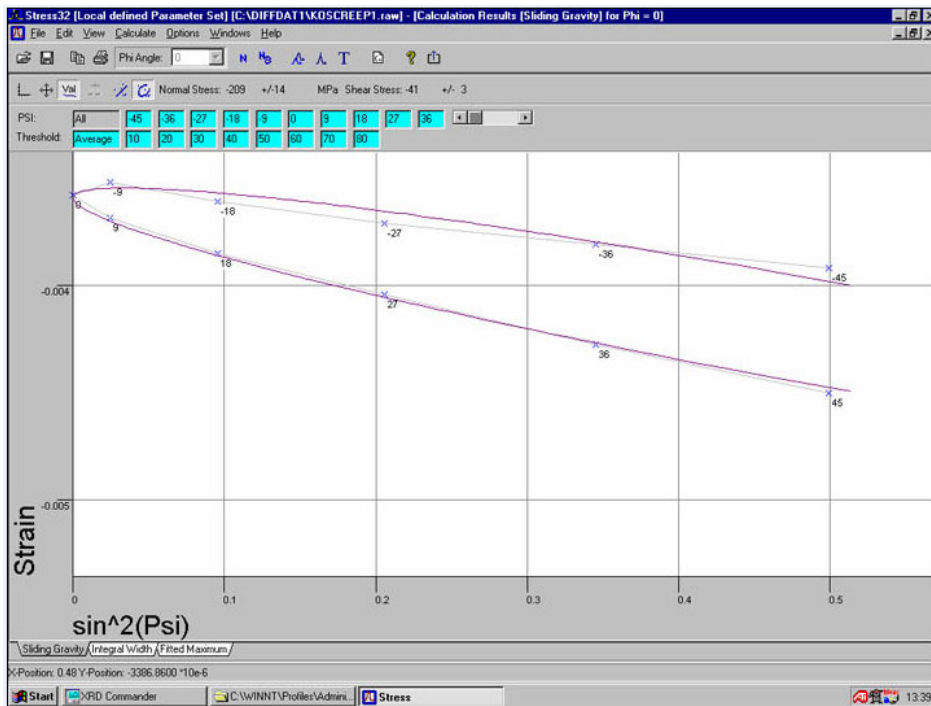 Stress32 [Local defined Parameter Set] [C:\DIFFDAT1\KOSCREEP1.raw] - [Calculation Results [Sliding Gravity] for Phi = 0]
File Edit View Calculate Options Windows Help
Phi Angle: 0
Val Normal Stress: -209 +/-14 MPa Shear Stress: -41 +/- 3
PSI: All -45 -36 -27 -18 -9 0 9 18 27 36
Threshold: Average 10 20 30 40 50 60 70 80
-9
0
-18
9
-27
-36
18
-45
-0.004
27
36
45
-0.005
Strain
0 0.1 0.2 0.3 0.4 0.5
sin^2(Psi)
Sliding Gravity Integral Width Fitted Maximum
X-Position: 0.48 Y-Position: -3386.8600 *10e-6
Start XRD Commander C:\WINNT\Profiles\Admini... Stress 13:39